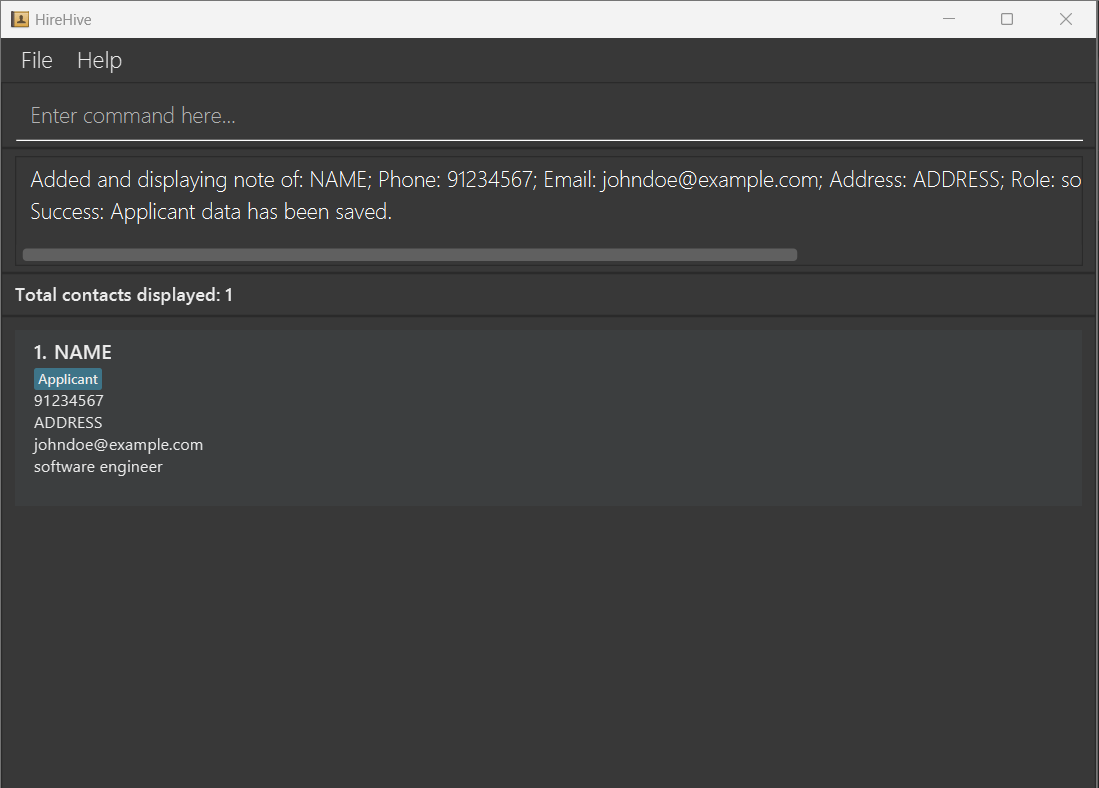 HireHive
File Help
Enter command here...
Added and displaying note of: NAME; Phone: 91234567; Email: johndoe@example.com; Address: ADDRESS; Role: so
Success: Applicant data has been saved.
Total contacts displayed: 1
1. NAME
Applicant
91234567
ADDRESS
johndoe@example.com
software engineer